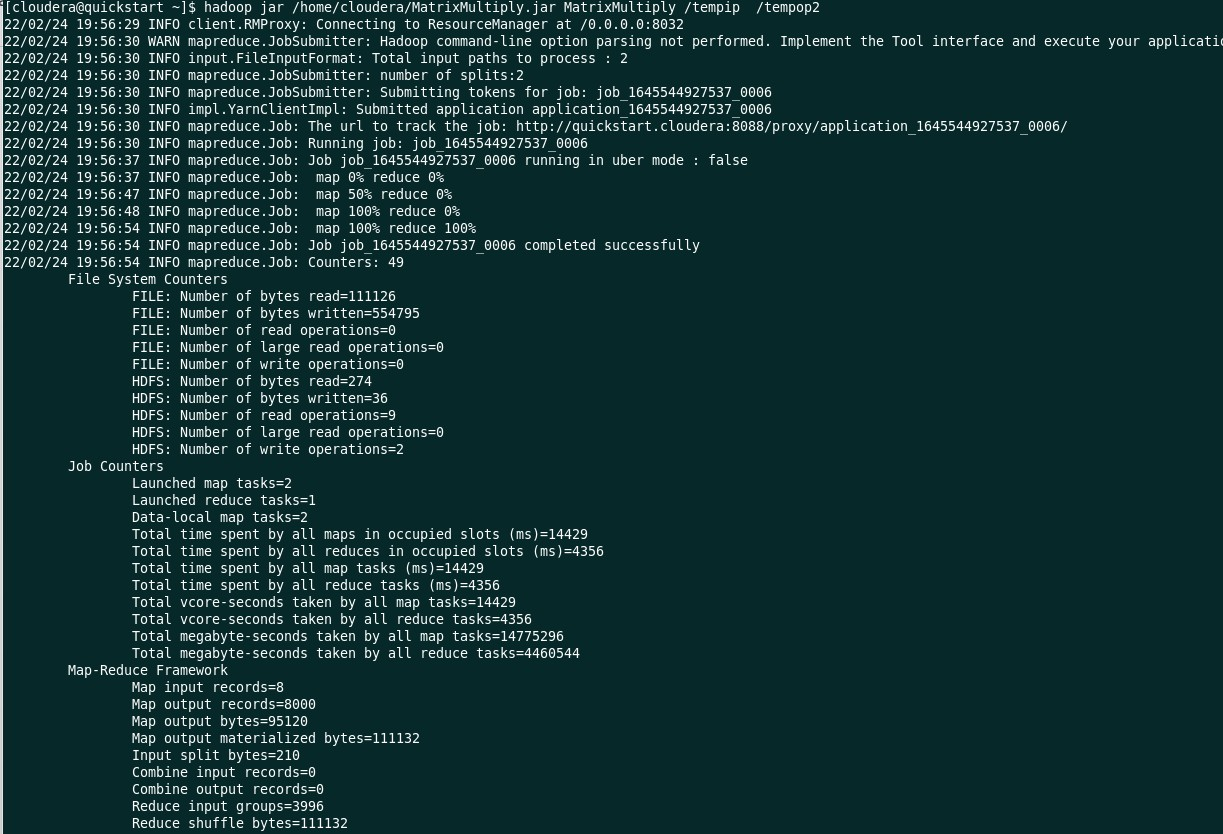 [cloudera@quickstart ~]$ hadoop jar /home/cloudera/MatrixMultiply.jar MatrixMultiply /tempip  /tempop2
22/02/24 19:56:29 INFO client.RMProxy: Connecting to ResourceManager at /0.0.0.0:8032
22/02/24 19:56:30 WARN mapreduce.JobSubmitter: Hadoop command-line option parsing not performed. Implement the Tool interface and execute your applicatio
22/02/24 19:56:30 INFO input.FileInputFormat: Total input paths to process : 2
22/02/24 19:56:30 INFO mapreduce.JobSubmitter: number of splits:2
22/02/24 19:56:30 INFO mapreduce.JobSubmitter: Submitting tokens for job: job_1645544927537_0006
22/02/24 19:56:30 INFO impl.YarnClientImpl: Submitted application application_1645544927537_0006
22/02/24 19:56:30 INFO mapreduce.Job: The url to track the job: http://quickstart.cloudera:8088/proxy/application_1645544927537_0006/
22/02/24 19:56:30 INFO mapreduce.Job: Running job: job_1645544927537_0006
22/02/24 19:56:37 INFO mapreduce.Job: Job job_1645544927537_0006 running in uber mode : false
22/02/24 19:56:37 INFO mapreduce.Job:  map 0% reduce 0%
22/02/24 19:56:47 INFO mapreduce.Job:  map 50% reduce 0%
22/02/24 19:56:48 INFO mapreduce.Job:  map 100% reduce 0%
22/02/24 19:56:54 INFO mapreduce.Job:  map 100% reduce 100%
22/02/24 19:56:54 INFO mapreduce.Job: Job job_1645544927537_0006 completed successfully
22/02/24 19:56:54 INFO mapreduce.Job: Counters: 49
File System Counters
FILE: Number of bytes read=111126
FILE: Number of bytes written=554795
FILE: Number of read operations=0
FILE: Number of large read operations=0
FILE: Number of write operations=0
HDFS: Number of bytes read=274
HDFS: Number of bytes written=36
HDFS: Number of read operations=9
HDFS: Number of large read operations=0
HDFS: Number of write operations=2
Job Counters
Launched map tasks=2
Launched reduce tasks=1
Data-local map tasks=2
Total time spent by all maps in occupied slots (ms)=14429
Total time spent by all reduces in occupied slots (ms)=4356
Total time spent by all map tasks (ms)=14429
Total time spent by all reduce tasks (ms)=4356
Total vcore-seconds taken by all map tasks=14429
Total vcore-seconds taken by all reduce tasks=4356
Total megabyte-seconds taken by all map tasks=14775296
Total megabyte-seconds taken by all reduce tasks=4460544
Map-Reduce Framework
Map input records=8
Map output records=8000
Map output bytes=95120
Map output materialized bytes=111132
Input split bytes=210
Combine input records=0
Combine output records=0
Reduce input groups=3996
Reduce shuffle bytes=111132